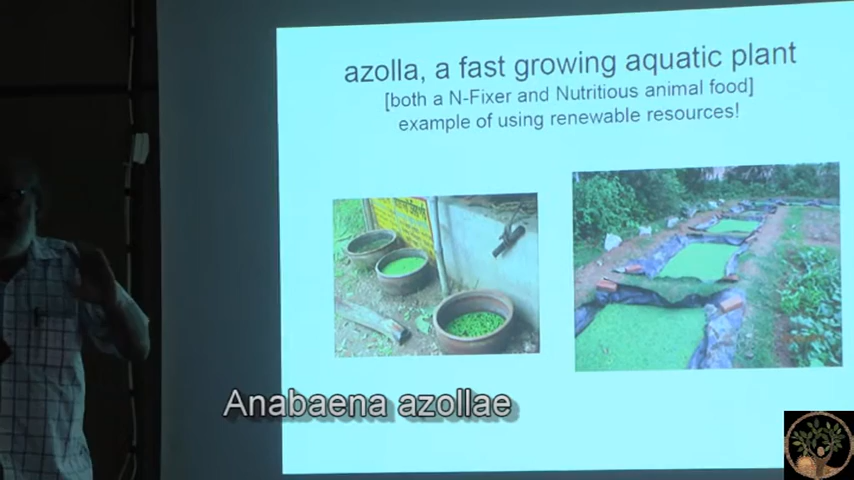 azolla, a fast growing aquatic plant
[both a N-Fixer and Nutritious animal food]
example of using renewable resources!
Anabaena azollae